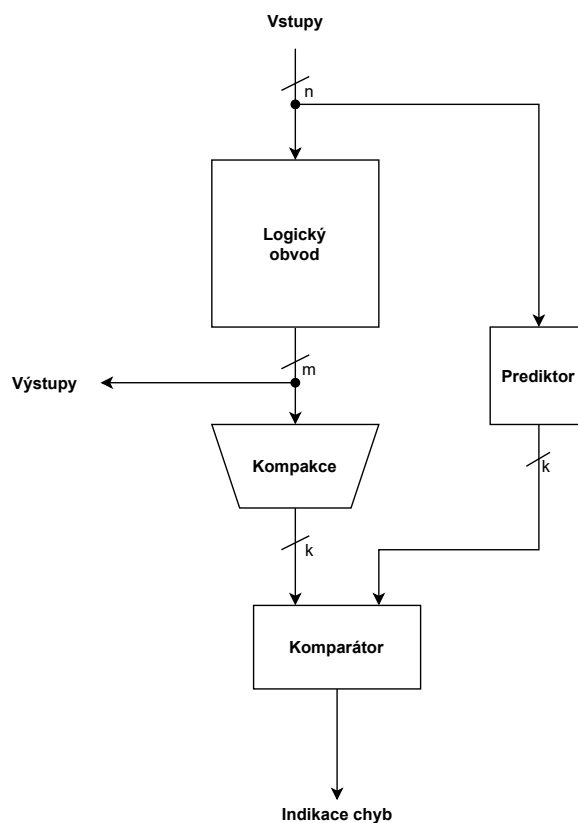 Vstupy
n
Logický
obvod
m
Výstupy
Prediktor
Kompakce
k
k
Komparátor
Indikace chyb